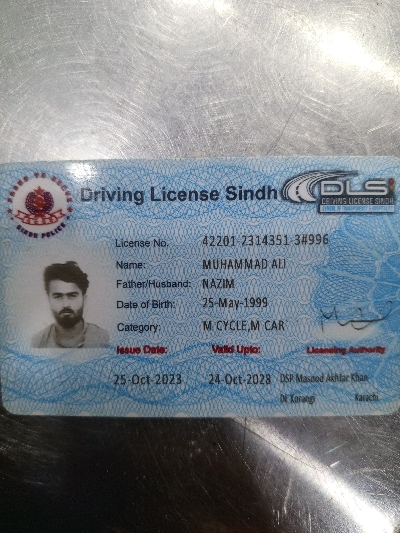 Driving License Sindh
DLS
DRIVING LICENSE SINDH
SINDH POLICE
License No. 42201-2314351-3#996
Name: MUHAMMAD ALI
Father/Husband: NAZIM
Date of Birth: 25-May-1999
Category: M CYCLE,M CAR
Issue Date: Valid Upto: Licensing Authority
25-Oct-2023 24-Oct-2028 DSP Masood Akhtar Khan
Dl Korangi Karachi